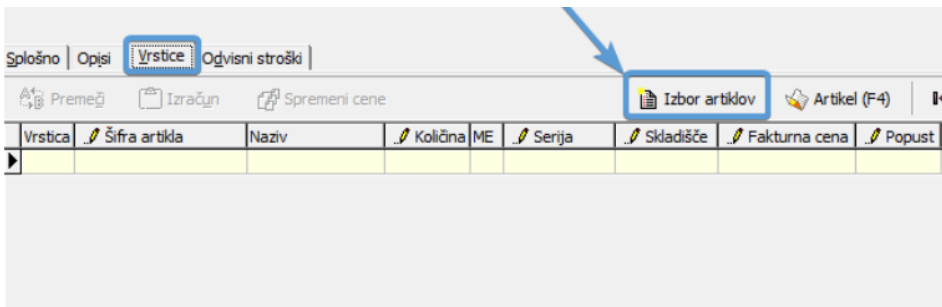 Splošno Opisi Vrstice Odvisni stroški
Premeči Izračun Spremeni cene Izbor artiklov Artikel (F4)
Vrstica Šifra artikla Naziv Količina ME Serija Skladišče Fakturna cena Popust